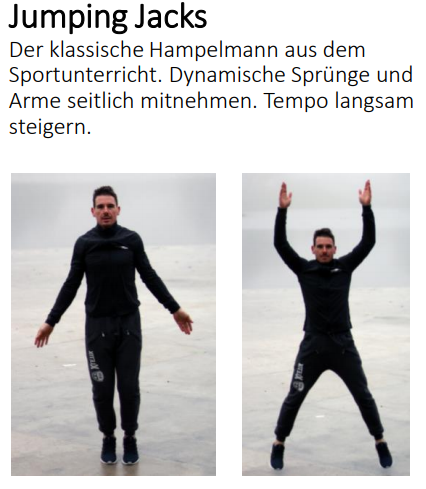 Jumping Jacks
Der klassische Hampelmann aus dem
Sportunterricht. Dynamische Sprünge und
Arme seitlich mitnehmen. Tempo langsam
steigern.